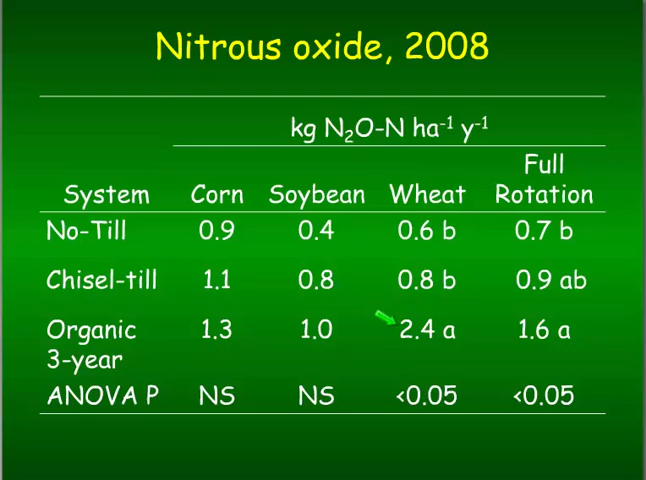 Nitrous oxide, 2008
kg N₂O-N ha⁻¹ y⁻¹
System Corn Soybean Wheat Full Rotation
No-Till 0.9 0.4 0.6 b 0.7 b
Chisel-till 1.1 0.8 0.8 b 0.9 ab
Organic 3-year 1.3 1.0 2.4 a 1.6 a
ANOVA P NS NS <0.05 <0.05